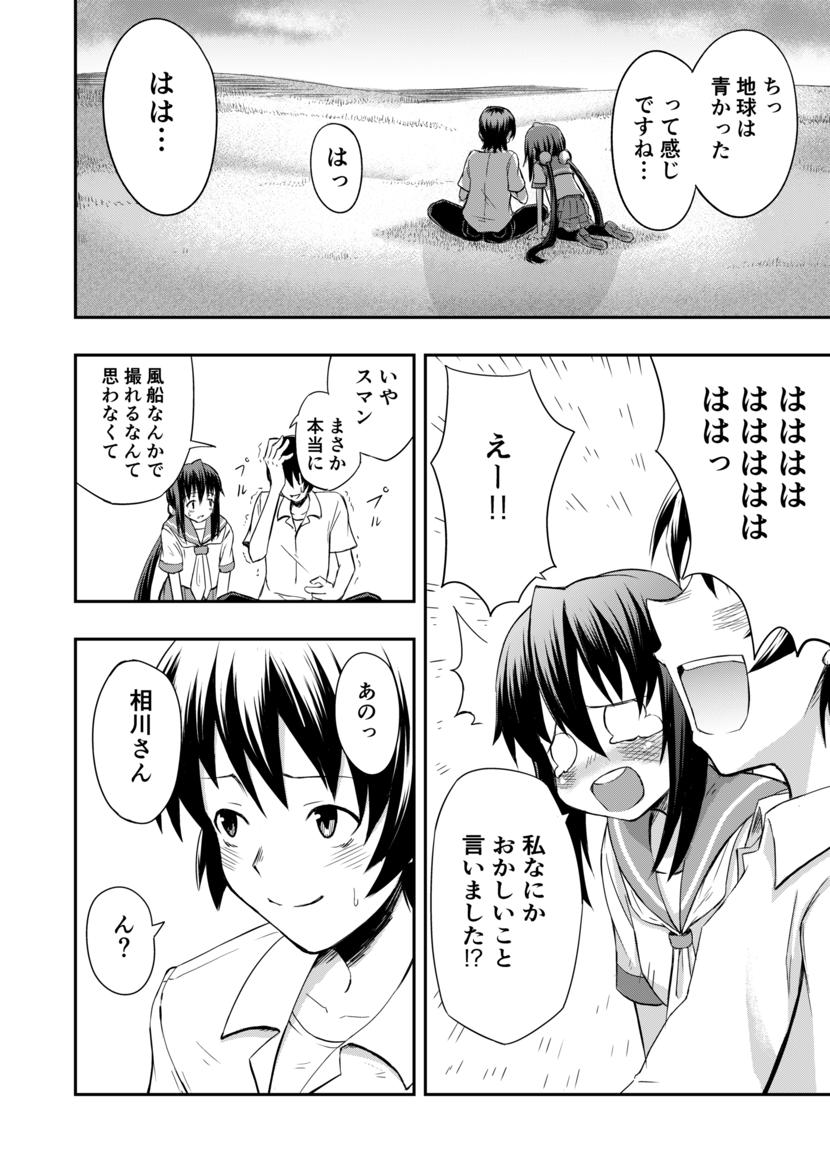 ちっ
地球は
青かった
って感じ
ですね…
はっ
はは…
はははは
ははははは
ははっ
えー!!
私なにか
おかしいこと
言いました!?
いや
スマン
まさか
本当に
風船なんかで
撮れるなんて
思わなくて
プル
プル
あのっ
相川さん
ん?